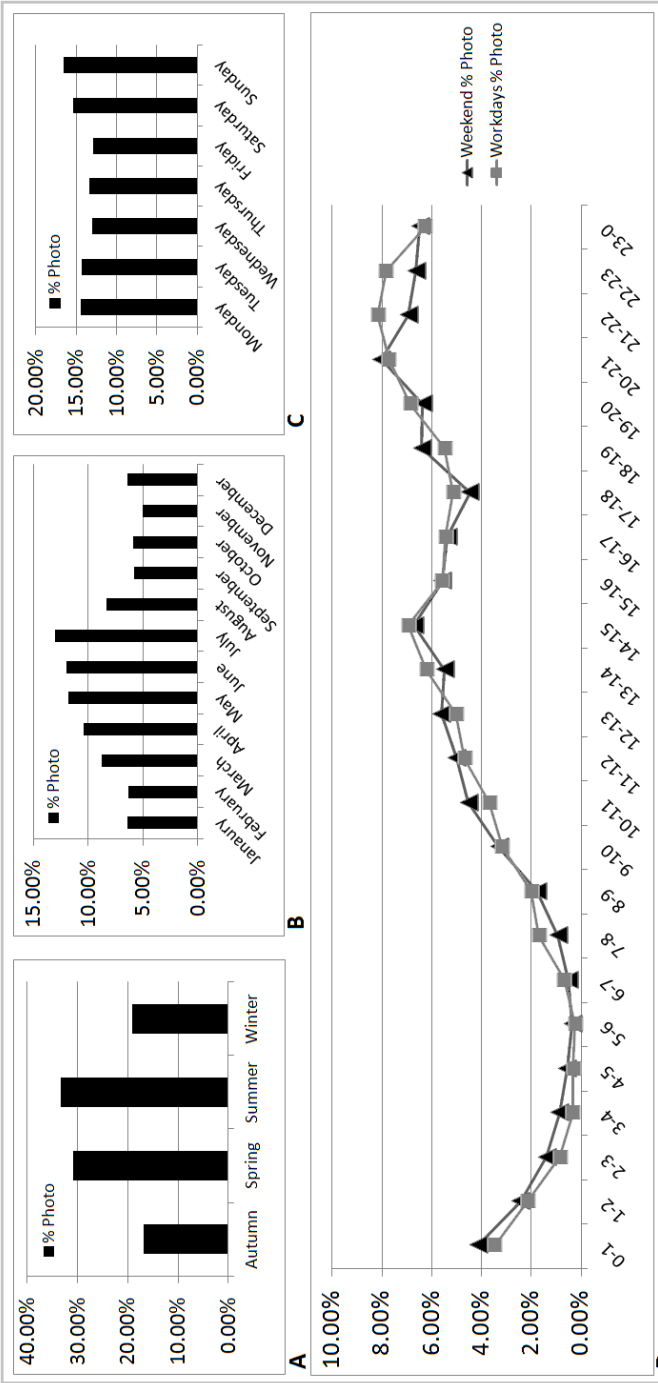 40.00%
30.00%
20.00%
10.00%
0.00%
% Photo
Autumn
Spring
Summer
Winter
A
15.00%
10.00%
5.00%
0.00%
% Photo
Janaury
February
March
April
May
June
July
August
September
October
November
December
B
20.00%
15.00%
10.00%
5.00%
0.00%
% Photo
Monday
Tuesday
Wednesday
Thursday
Friday
Saturday
Sunday
C
10.00%
8.00%
6.00%
4.00%
2.00%
0.00%
0-1
1-2
2-3
3-4
4-5
5-6
6-7
7-8
8-9
9-10
10-11
11-12
12-13
13-14
14-15
15-16
16-17
17-18
18-19
19-20
20-21
21-22
22-23
23-0
Weekend % Photo
Workdays % Photo